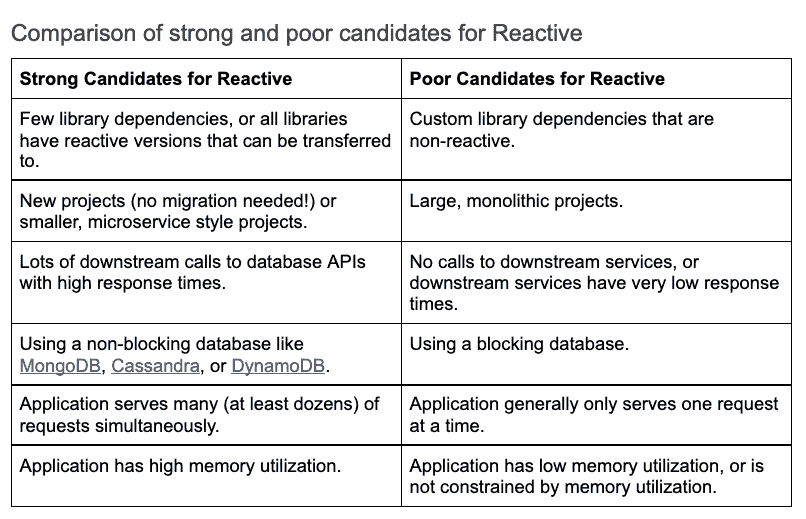 Comparison of strong and poor candidates for Reactive
Strong Candidates for Reactive
Poor Candidates for Reactive
Few library dependencies, or all libraries
have reactive versions that can be transferred
to.
Custom library dependencies that are
non-reactive.
New projects (no migration needed!) or
smaller, microservice style projects.
Large, monolithic projects.
Lots of downstream calls to database APIs
with high response times.
No calls to downstream services, or
downstream services have very low response
times.
Using a non-blocking database like
MongoDB, Cassandra, or DynamoDB.
Using a blocking database.
Application serves many (at least dozens) of
requests simultaneously.
Application generally only serves one request
at a time.
Application has high memory utilization.
Application has low memory utilization, or is
not constrained by memory utilization.